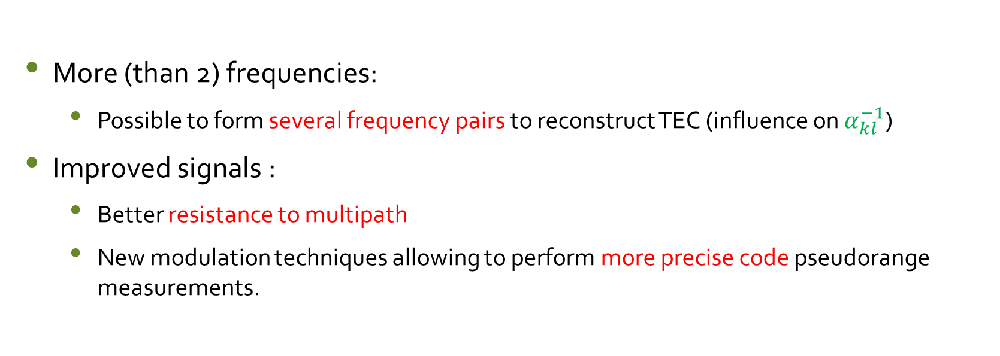 • More (than 2) frequencies:
• Possible to form several frequency pairs to reconstruct TEC (influence on $\alpha_{kl}^{-1}$)
• Improved signals :
• Better resistance to multipath
• New modulation techniques allowing to perform more precise code pseudorange
measurements.